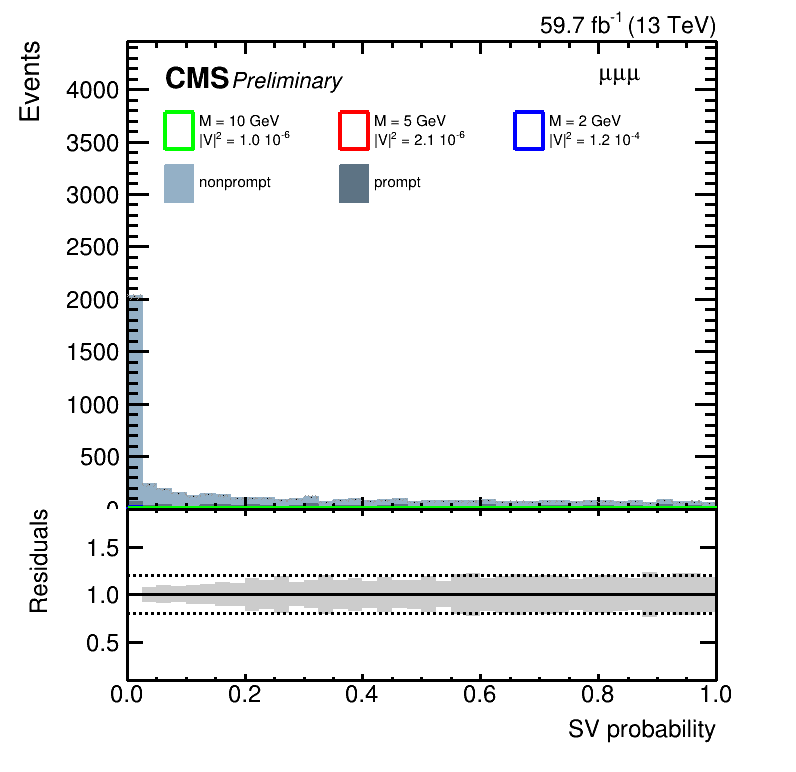 59.7 fb⁻¹ (13 TeV)
Events
CMS Preliminary
μμμ
M = 10 GeV
|V|² = 1.0 10⁻⁶
M = 5 GeV
|V|² = 2.1 10⁻⁶
M = 2 GeV
|V|² = 1.2 10⁻⁴
nonprompt
prompt
4000
3500
3000
2500
2000
1500
1000
500
0
Residuals
1.5
1.0
0.5
0.0 0.2 0.4 0.6 0.8 1.0
SV probability